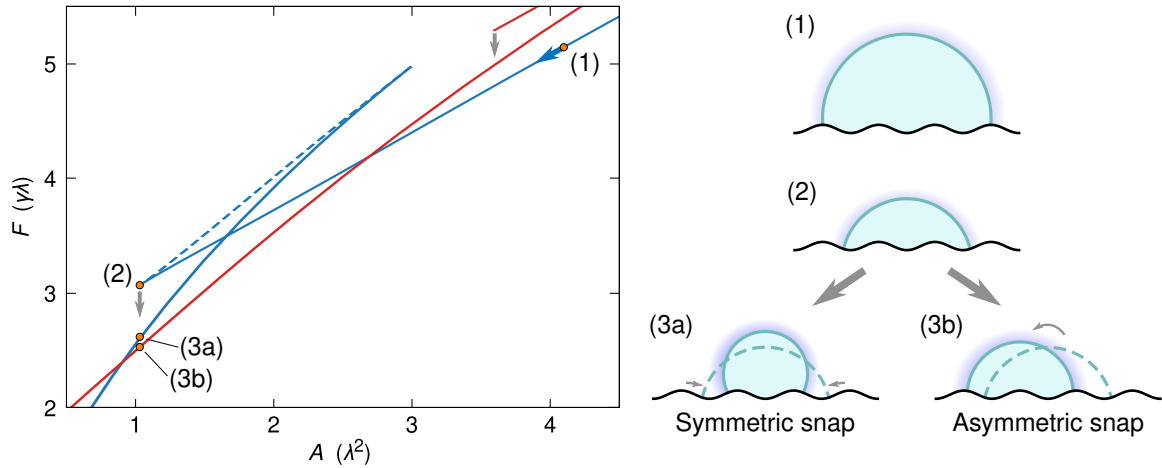 5
4
3
2
F (γλ)
1
2
3
4
A (λ²)
(1)
(2)
(3a)
(3b)
(1)
(2)
(3a)
(3b)
Symmetric snap
Asymmetric snap